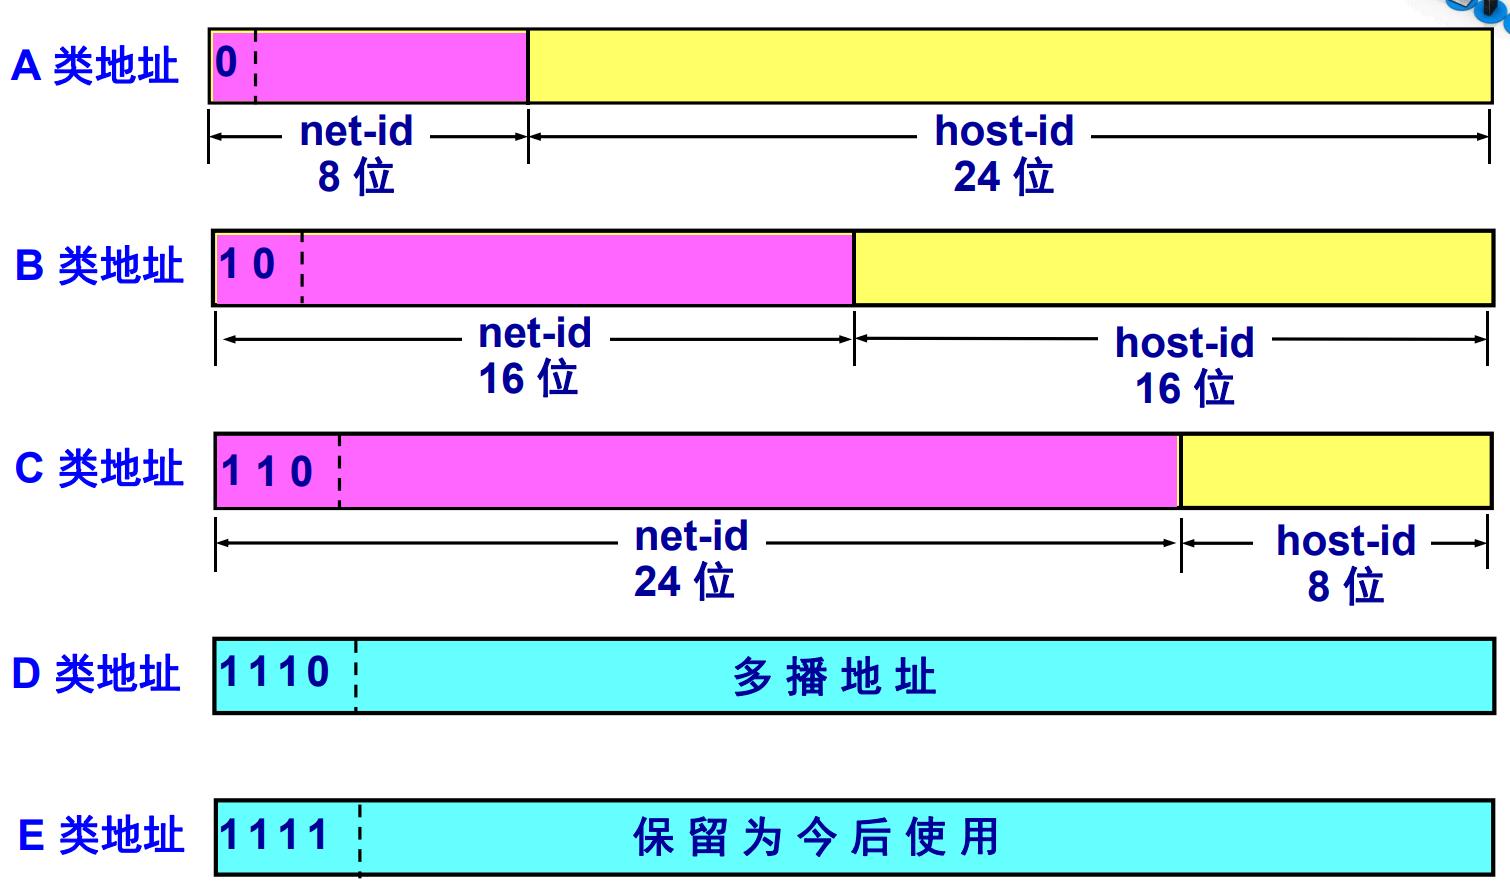 A 类地址
0
net-id
8 位
host-id
24 位
B 类地址
1 0
net-id
16 位
host-id
16 位
C 类地址
1 1 0
net-id
24 位
host-id
8 位
D 类地址
1 1 1 0
多 播 地 址
E 类地址
1 1 1 1
保 留 为 今 后 使 用